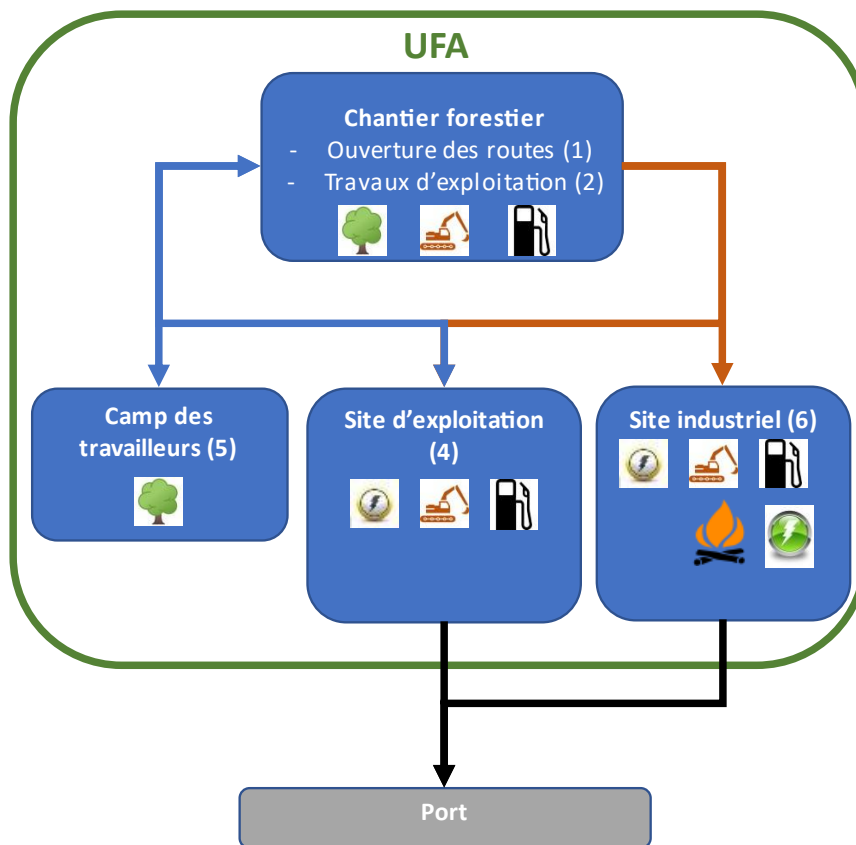 UFA
Chantier forestier
- Ouverture des routes (1)
- Travaux d’exploitation (2)
Camp des
travailleurs (5)
Site d’exploitation
(4)
Site industriel (6)
Port